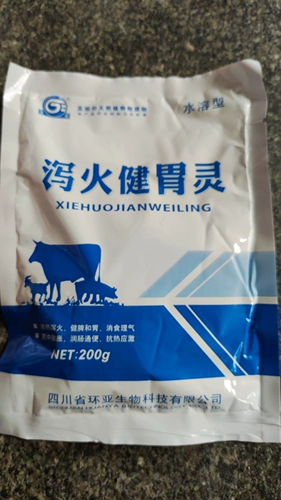 水溶型
泻火健胃灵
XIEHUOJIANWEILING
泻火、健脾和胃、消食理气
润肠通便、抗热应激
NET:200g
四川省环亚生物科技有限公司